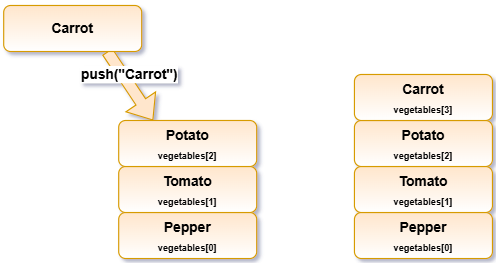 Carrot
push("Carrot")
Potato
vegetables[2]
Tomato
vegetables[1]
Pepper
vegetables[0]
Carrot
vegetables[3]
Potato
vegetables[2]
Tomato
vegetables[1]
Pepper
vegetables[0]